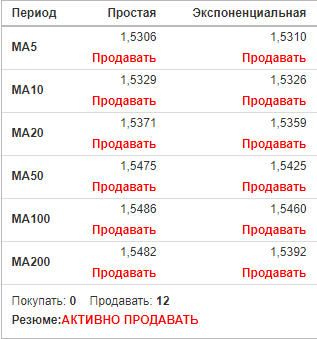 Период Простая Экспоненциальная
MA5 1,5306 1,5310
Продавать Продавать
MA10 1,5329 1,5326
Продавать Продавать
MA20 1,5371 1,5359
Продавать Продавать
MA50 1,5475 1,5425
Продавать Продавать
MA100 1,5486 1,5460
Продавать Продавать
MA200 1,5482 1,5392
Продавать Продавать
Покупать: 0 Продавать: 12
Резюме:АКТИВНО ПРОДАВАТЬ